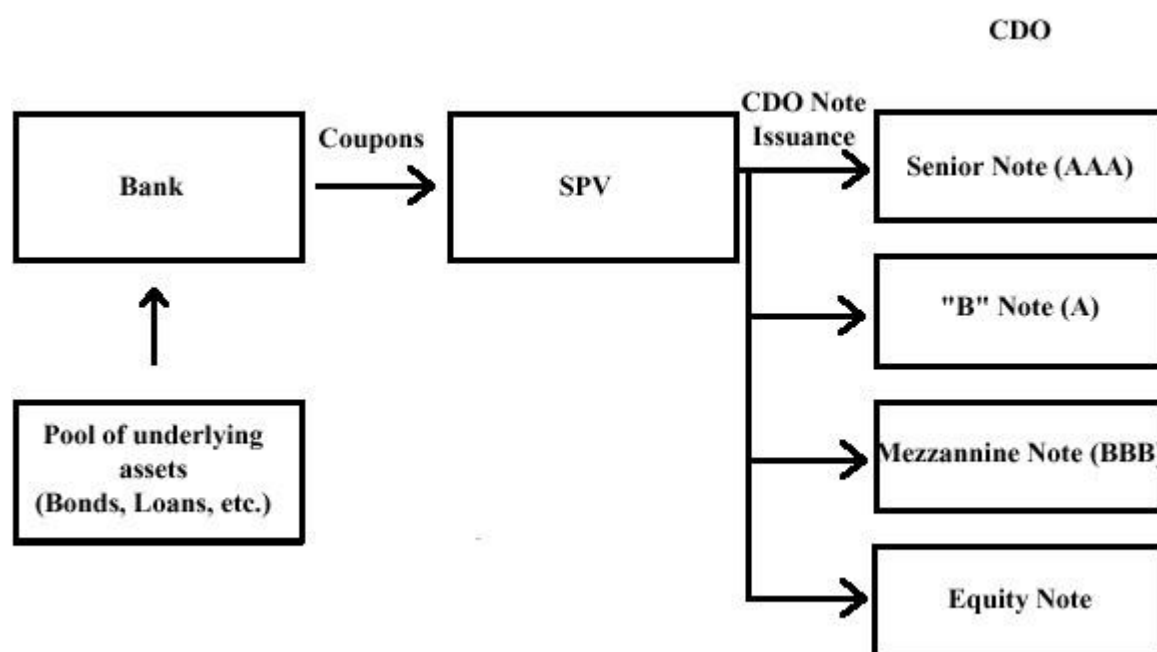 CDO
Bank
Coupons
SPV
CDO Note
Issuance
Senior Note (AAA)
"B" Note (A)
Pool of underlying
assets
(Bonds, Loans, etc.)
Mezzannine Note (BBB)
Equity Note